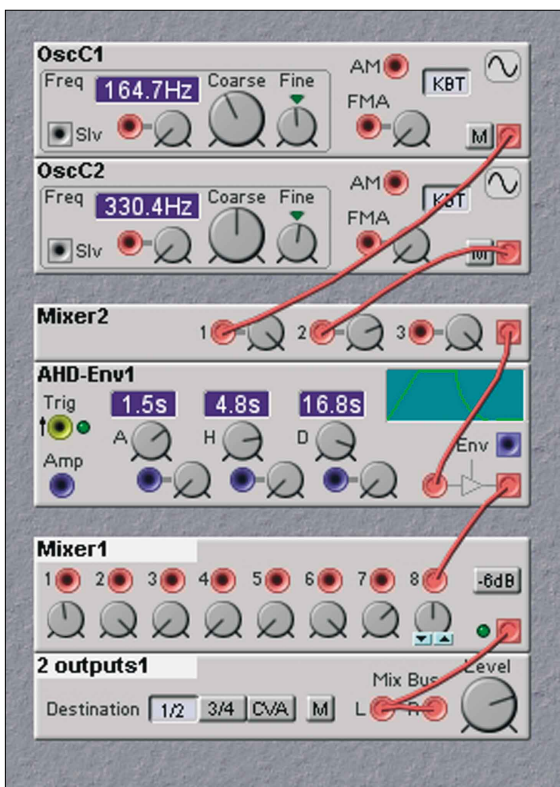 OscC1
Freq 164.7Hz Coarse Fine AM KBT
FMA
Slv M
OscC2
Freq 330.4Hz Coarse Fine AM KBT
FMA
Slv M
Mixer2
1 2 3
AHD-Env1
Trig 1.5s 4.8s 16.8s
A H D Env
Amp
Mixer1
1 2 3 4 5 6 7 8 -6dB
2 outputs1
Mix Bus Level
Destination 1/2 3/4 CVA M L R